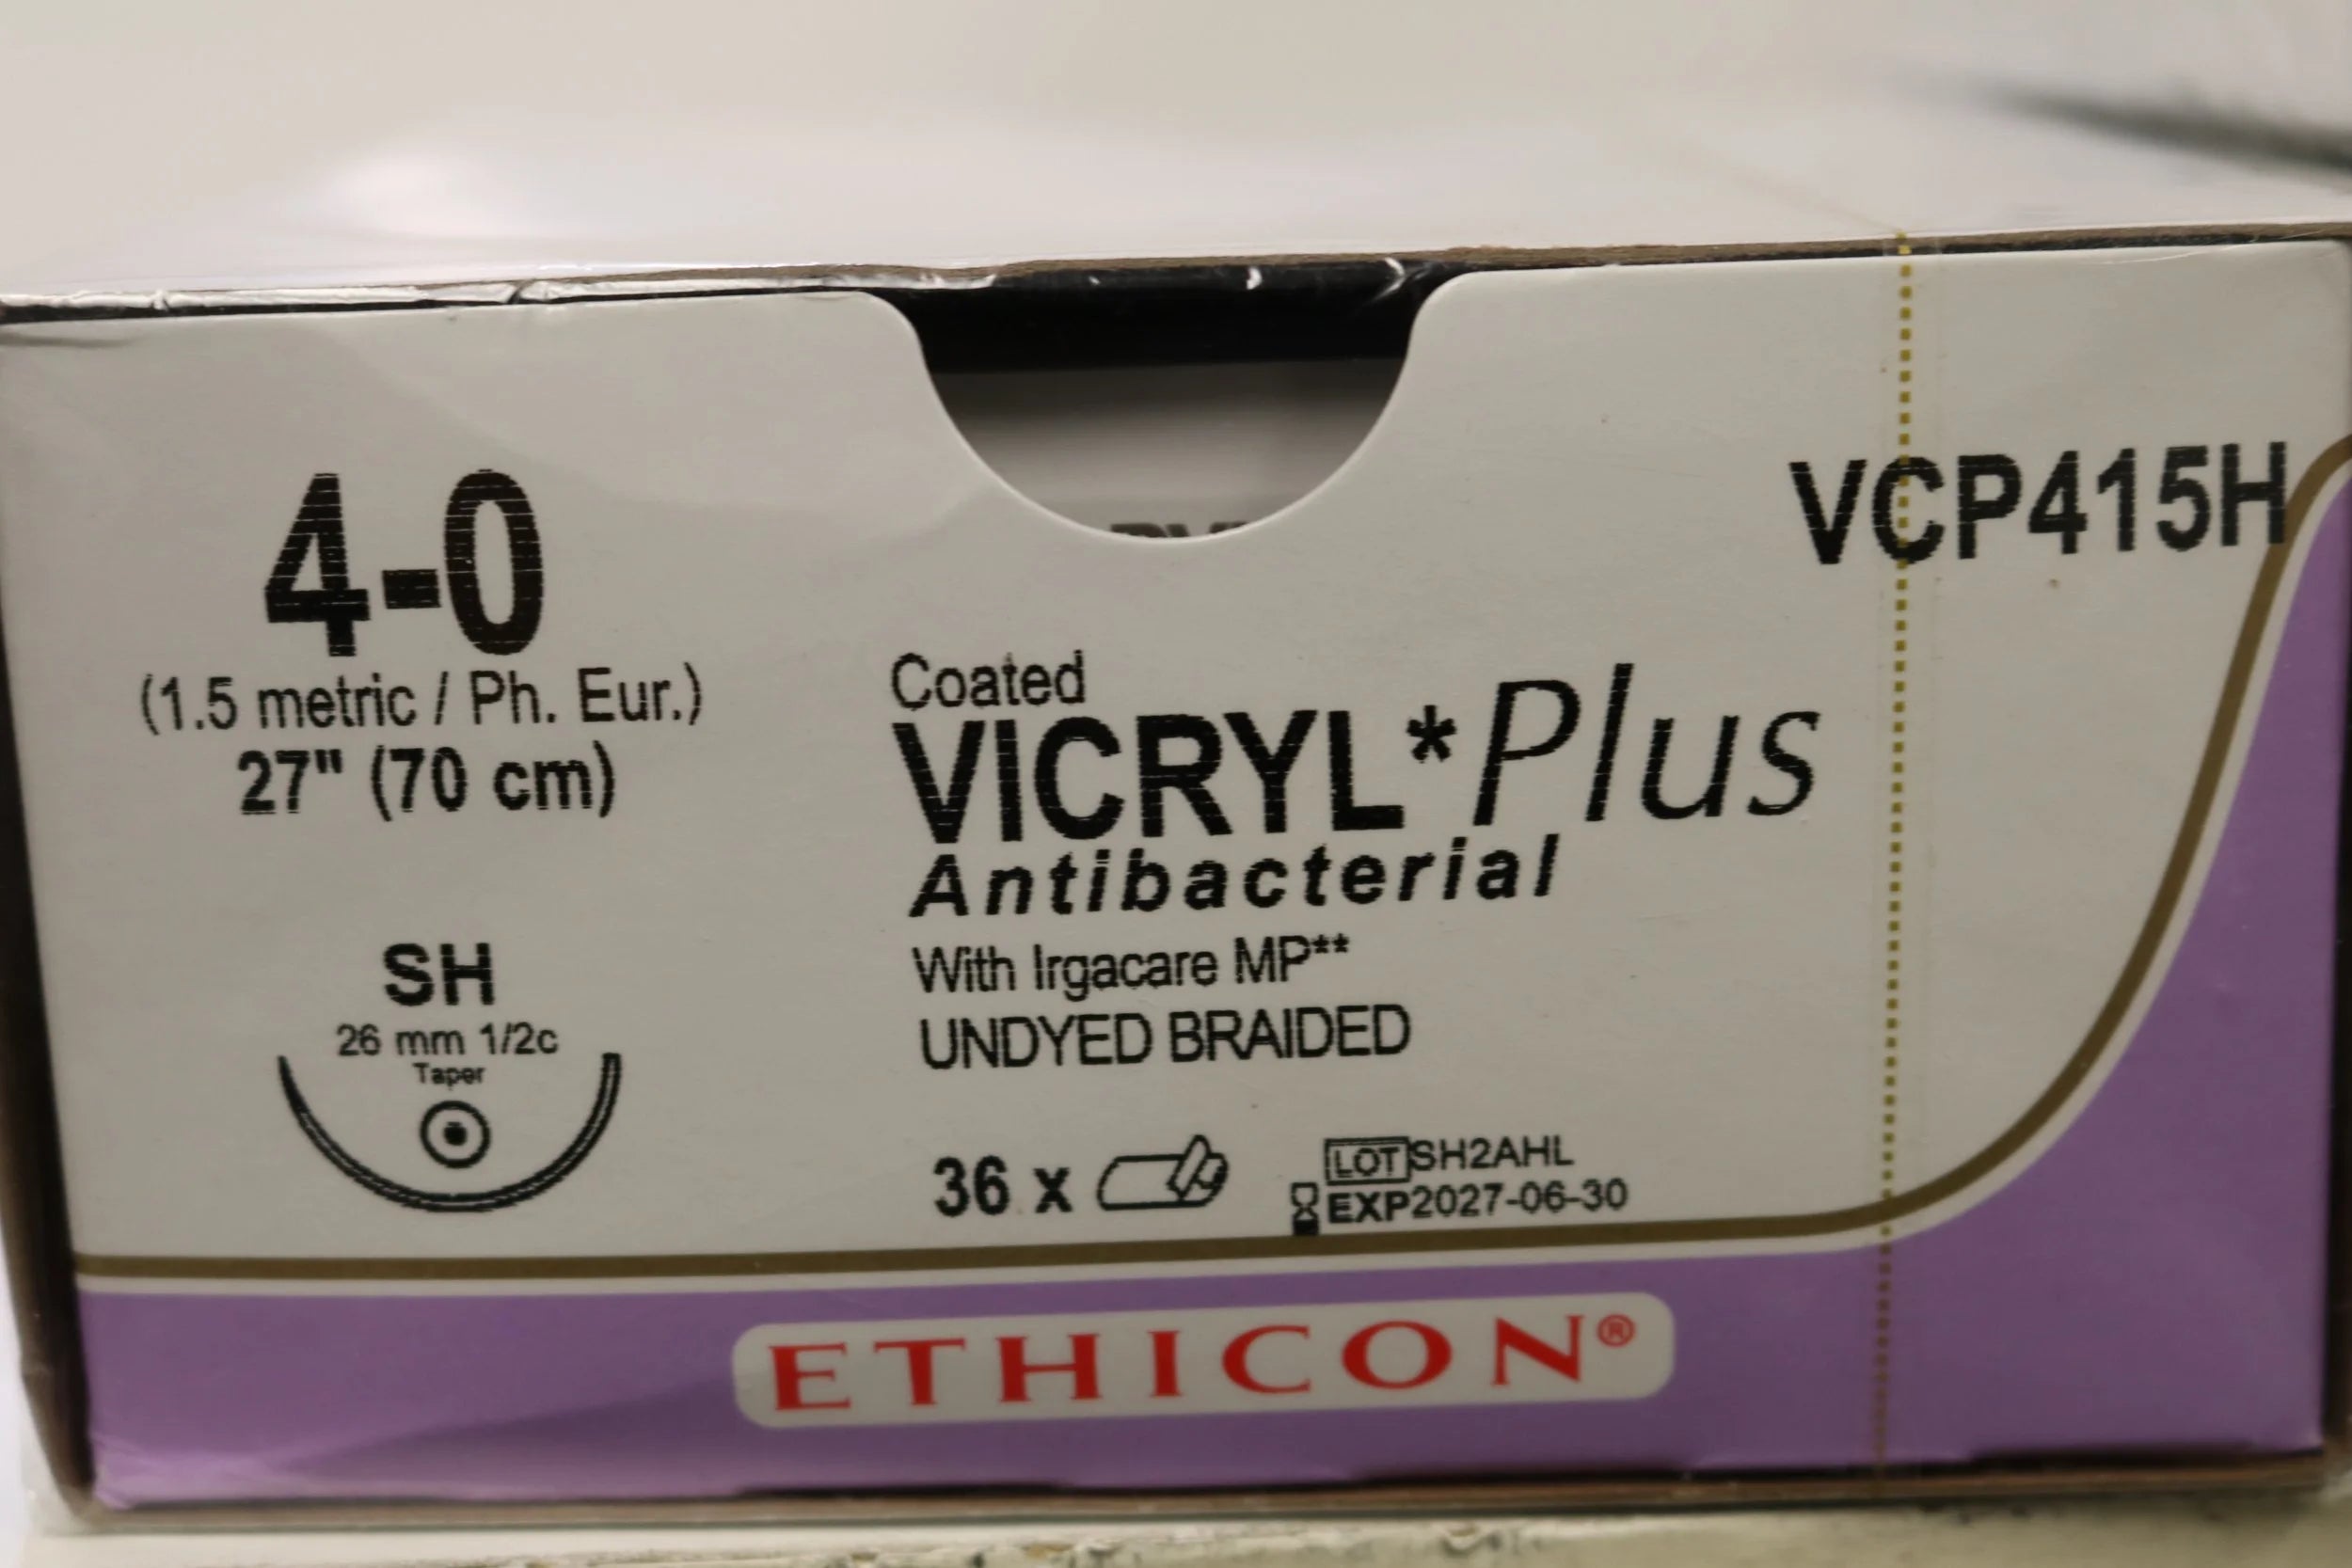 4-0
(1.5 metric / Ph. Eur.)
27" (70 cm)
SH
26 mm 1/2c
Taper
VCP415H
Coated
VICRYL* Plus
Antibacterial
With Irgacare MP**
UNDYED BRAIDED
36 x
LOT SH2AHL
EXP 2027-06-30
ETHICON®